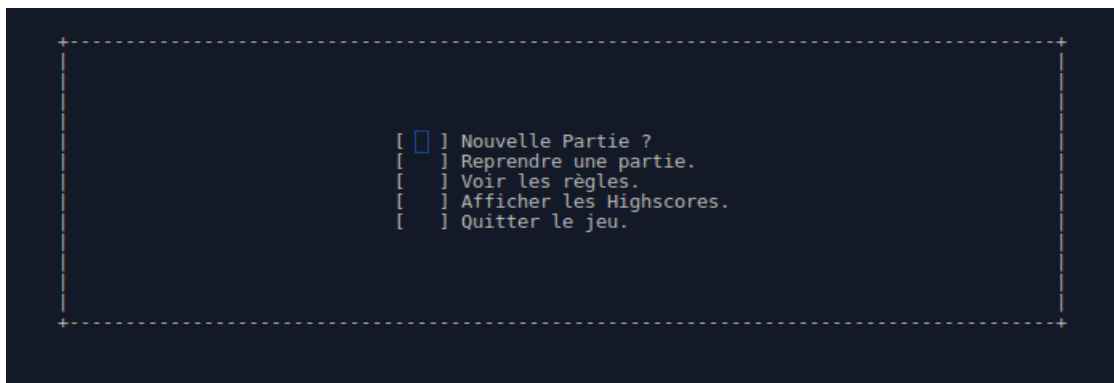 [   ] Nouvelle Partie ?
[   ] Reprendre une partie.
[   ] Voir les règles.
[   ] Afficher les Highscores.
[   ] Quitter le jeu.